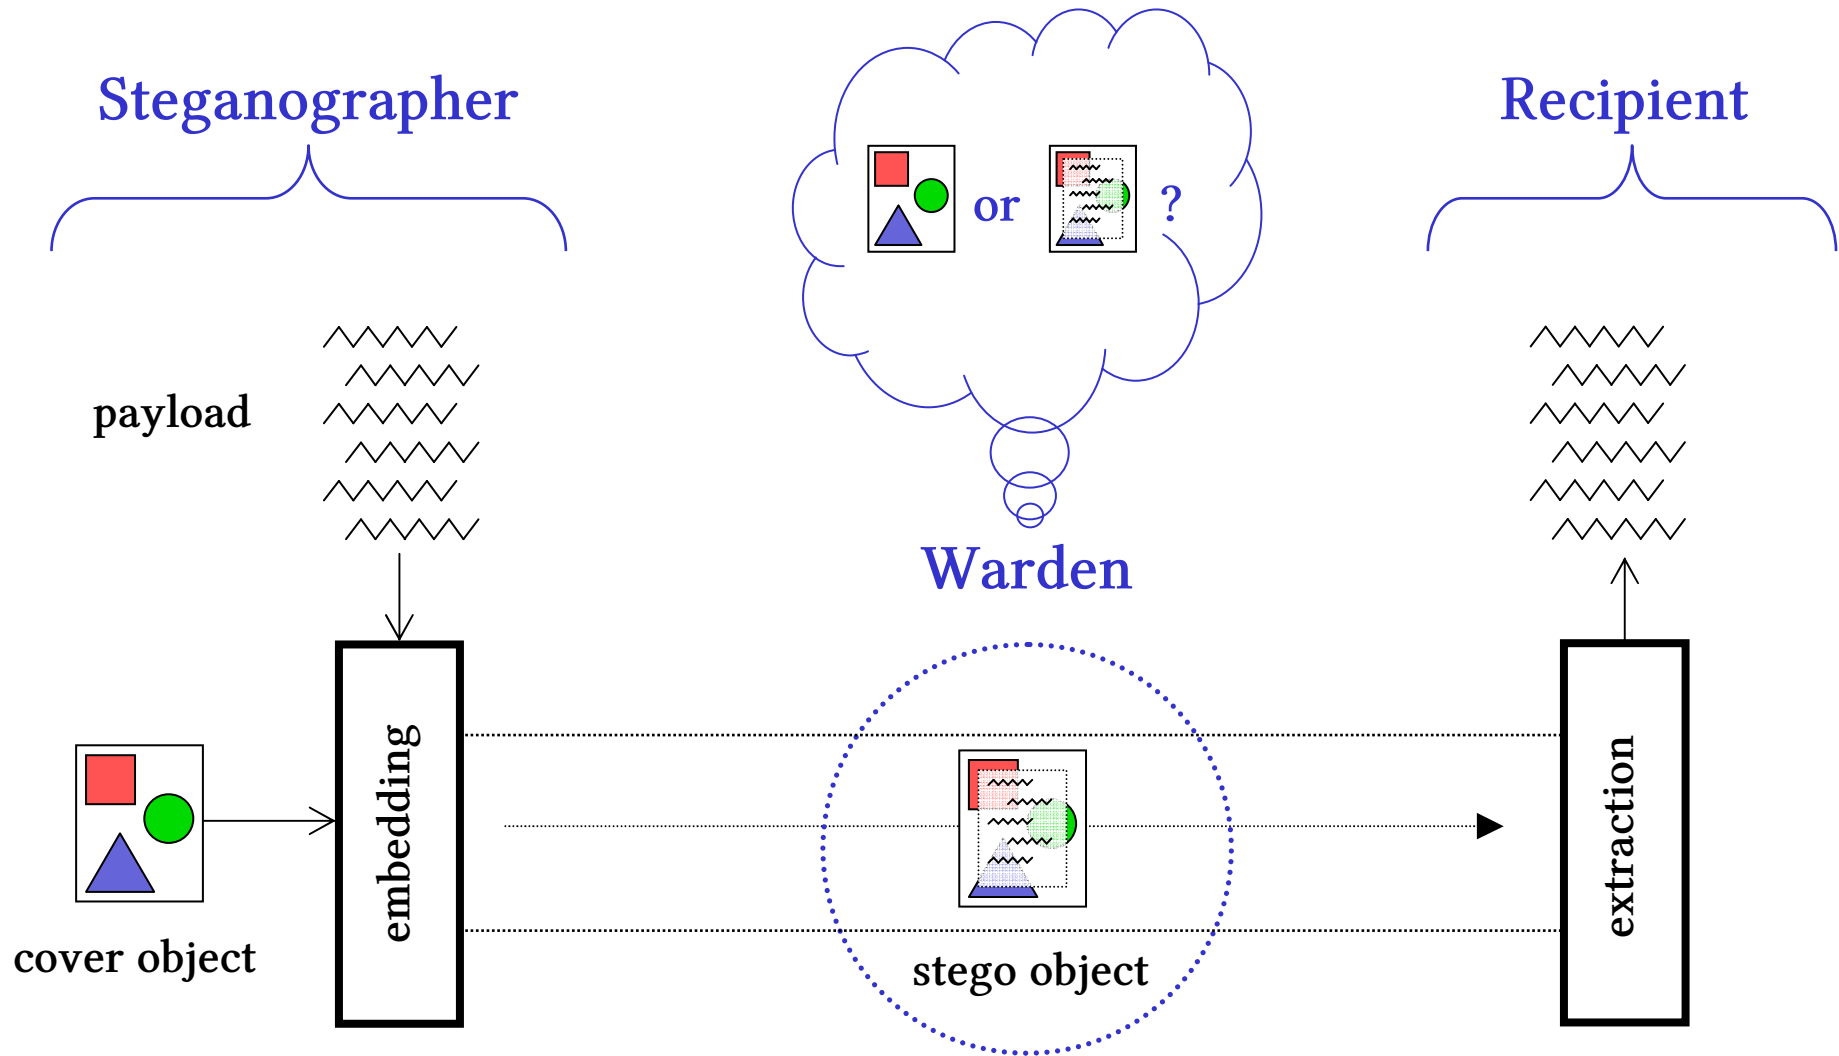 Steganographer
Recipient
or ?
payload
Warden
embedding
extraction
cover object
stego object